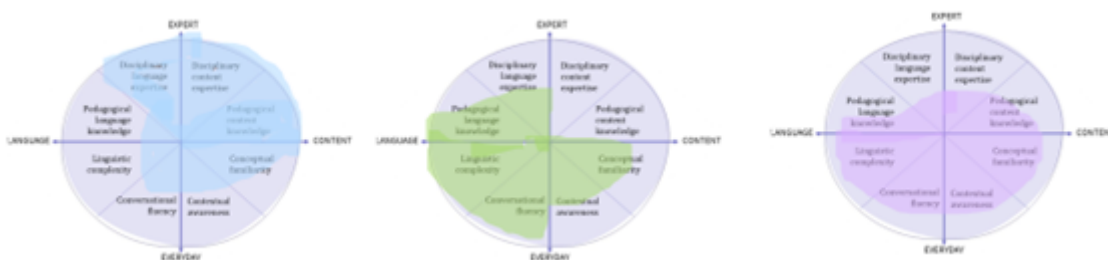 EXPERT
Disciplinary
language
expertise
Disciplinary
content
expertise
Pedagogical
language
knowledge
Pedagogical
content
knowledge
LANGUAGE
CONTENT
Linguistic
complexity
Conceptual
familiarity
Conversational
fluency
Contextual
awareness
EVERYDAY
EXPERT
Disciplinary
language
expertise
Disciplinary
content
expertise
Pedagogical
language
knowledge
Pedagogical
content
knowledge
LANGUAGE
CONTENT
Linguistic
complexity
Conceptual
familiarity
Conversational
fluency
Contextual
awareness
EVERYDAY
EXPERT
Disciplinary
language
expertise
Disciplinary
content
expertise
Pedagogical
language
knowledge
Pedagogical
content
knowledge
LANGUAGE
CONTENT
Linguistic
complexity
Conceptual
familiarity
Conversational
fluency
Contextual
awareness
EVERYDAY